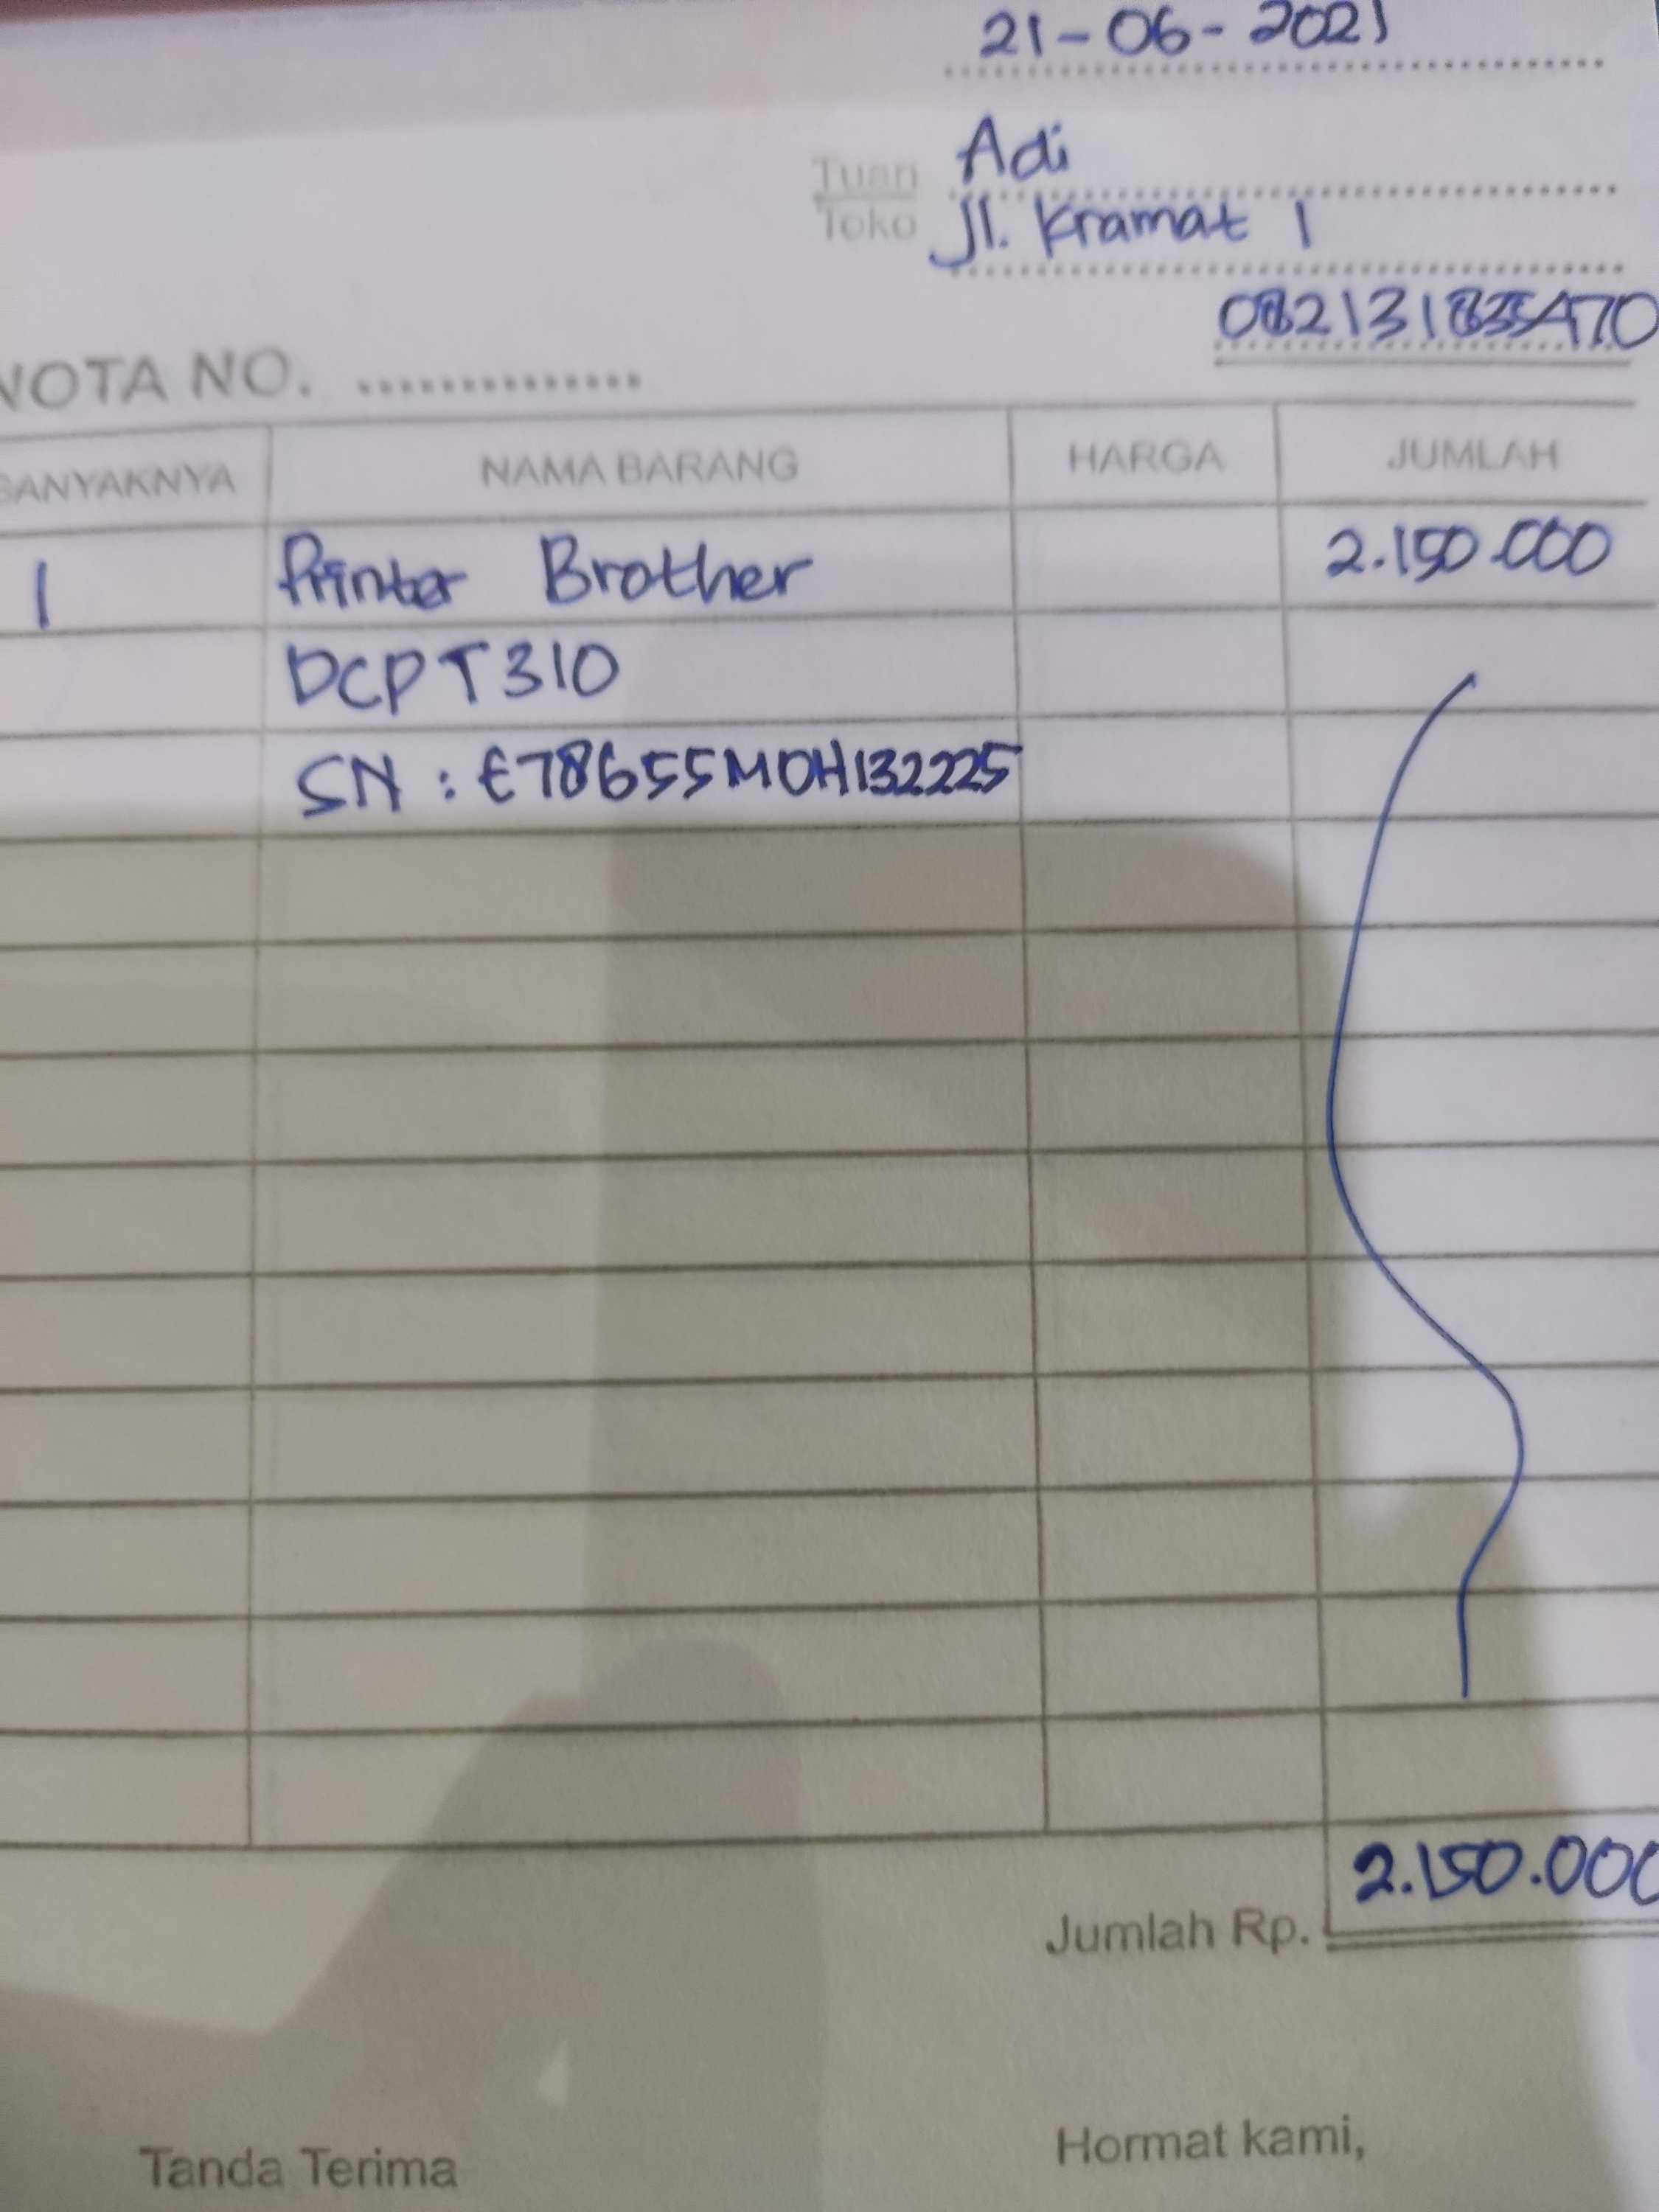 21-06-2021
Tuan Adi
Toko Jl. Kramat 1
NOTA NO. ..............
BANYAKNYA NAMA BARANG HARGA JUMLAH
1 Printer Brother 2.150.000
DCPT310
SN : E78655M0H132225
Jumlah Rp. 2.150.000
Tanda Terima Hormat kami,